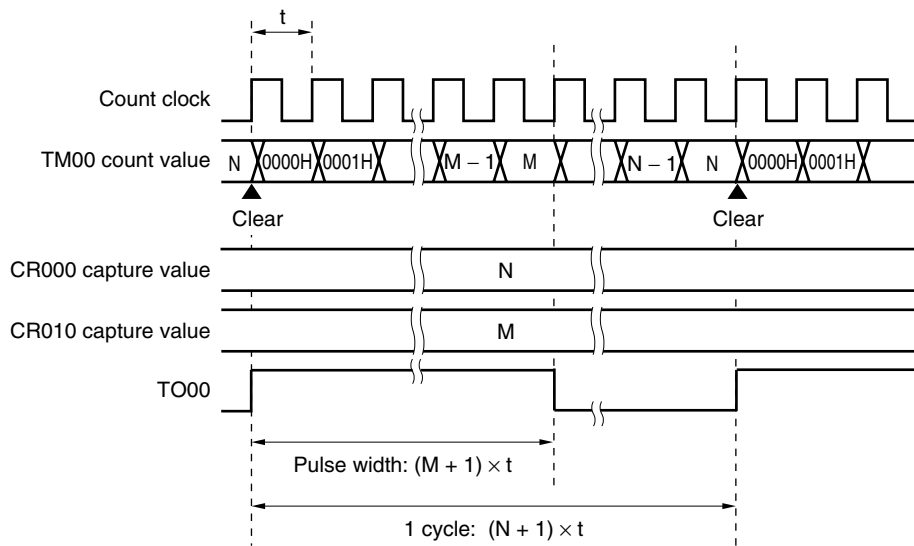 t
Count clock
TM00 count value N 0000H 0001H M – 1 M N – 1 N 0000H 0001H
Clear Clear
CR000 capture value N
CR010 capture value M
TO00
Pulse width: (M + 1) × t
1 cycle: (N + 1) × t